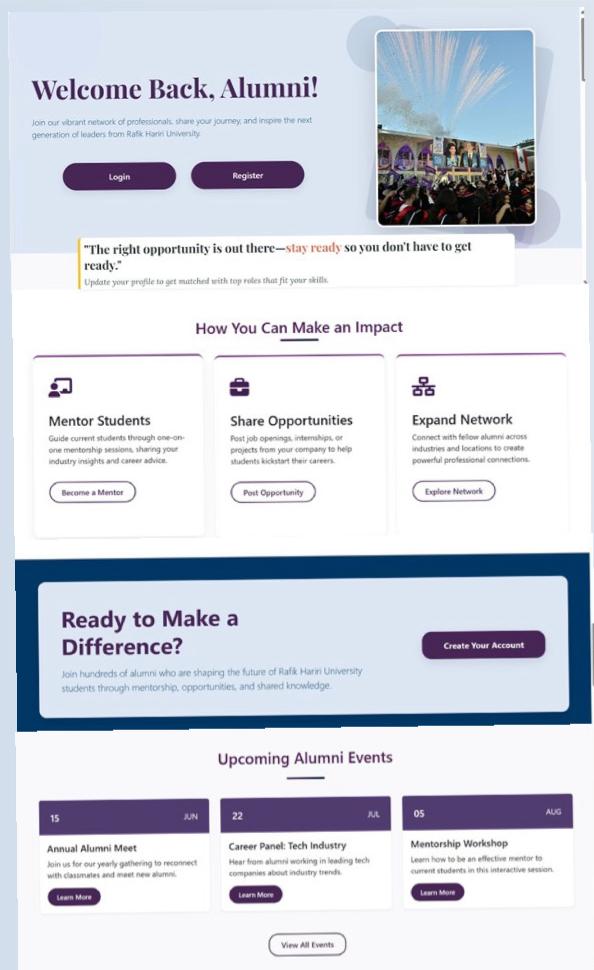 Welcome Back, Alumni!
Join our vibrant network of professionals, share your journey, and inspire the next
generation of leaders from Rafik Hariri University.
Login
Register
"The right opportunity is out there—stay ready so you don't have to get
ready."
Update your profile to get matched with top roles that fit your skills.
How You Can Make an Impact
Mentor Students
Guide current students through one-on-
one mentorship sessions, sharing your
industry insights and career advice.
Become a Mentor
Share Opportunities
Post job openings, internships, or
projects from your company to help
students kickstart their careers.
Post Opportunity
Expand Network
Connect with fellow alumni across
industries and locations to create
powerful professional connections.
Explore Network
Ready to Make a
Difference?
Join hundreds of alumni who are shaping the future of Rafik Hariri University
students through mentorship, opportunities, and shared knowledge.
Create Your Account
Upcoming Alumni Events
15 JUN
Annual Alumni Meet
Join us for our yearly gathering to reconnect
with classmates and meet new alumni.
Learn More
22 JUL
Career Panel: Tech Industry
Hear from alumni working in leading tech
companies about industry trends.
Learn More
05 AUG
Mentorship Workshop
Learn how to be an effective mentor to
current students in this interactive session.
Learn More
View All Events